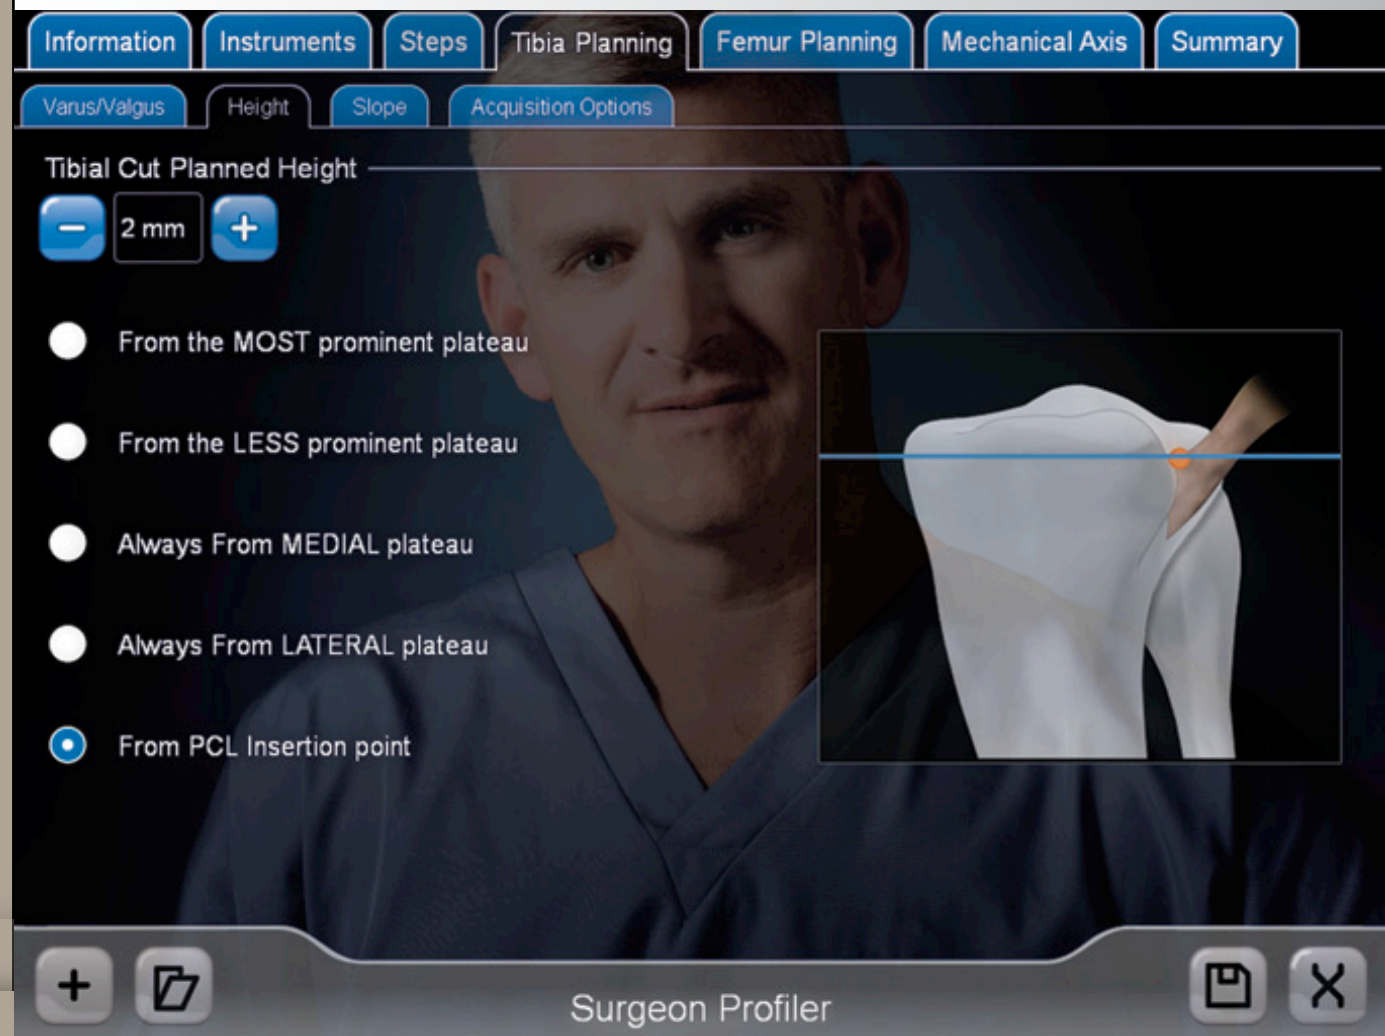 Information Instruments Steps Tibia Planning Femur Planning Mechanical Axis Summary
Varus/Valgus Height Slope Acquisition Options
Tibial Cut Planned Height
2 mm
From the MOST prominent plateau
From the LESS prominent plateau
Always From MEDIAL plateau
Always From LATERAL plateau
From PCL Insertion point
Surgeon Profiler